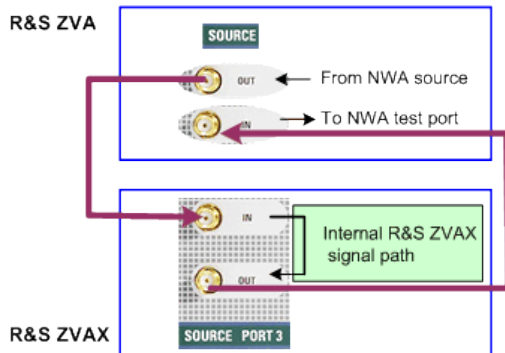 R&S ZVA
SOURCE
OUT
From NWA source
IN
To NWA test port
IN
Internal R&S ZVAX
signal path
OUT
R&S ZVAX
SOURCE PORT 3